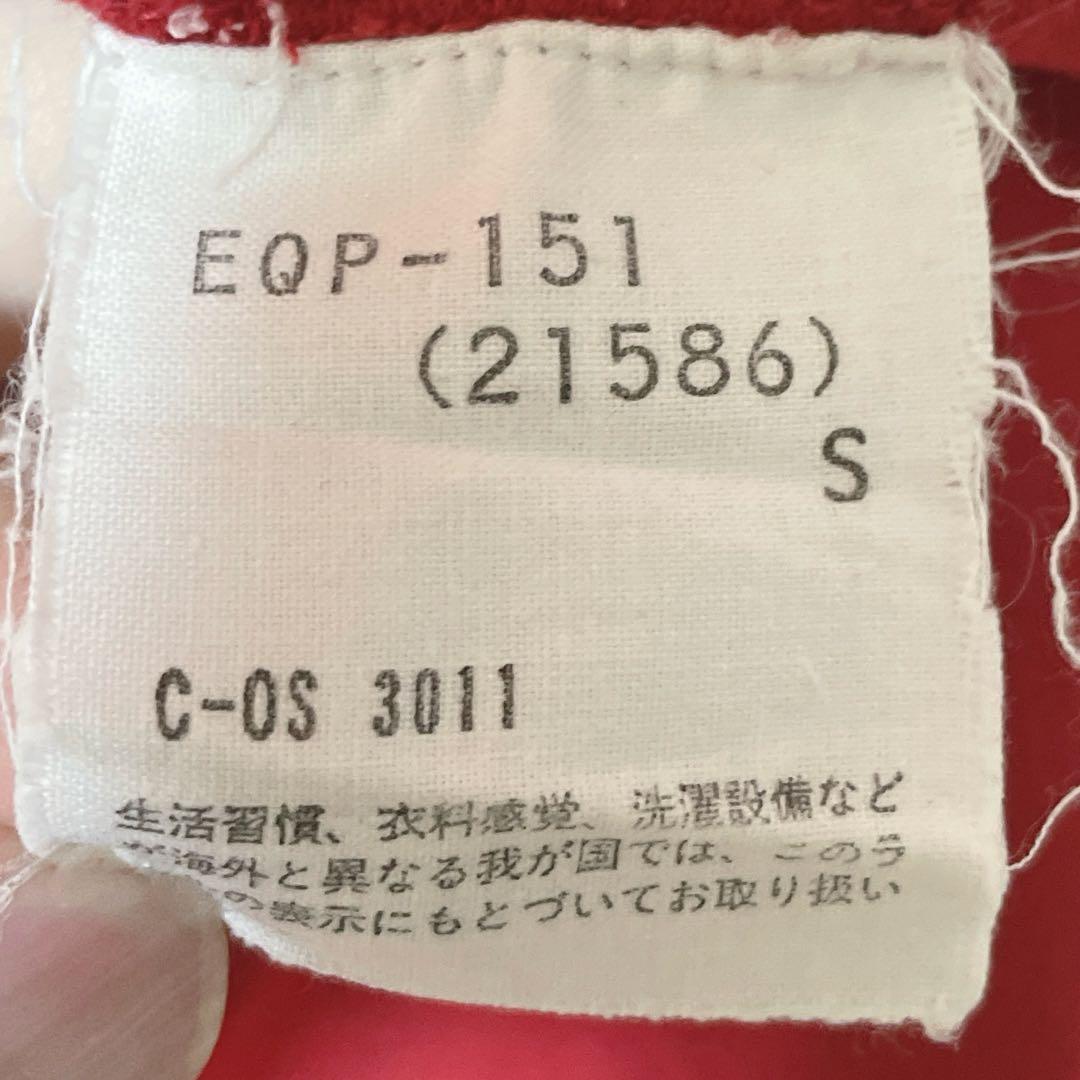 EQP-151
(21586)
S
C-OS 3011
生活習慣、衣料感覚、洗濯設備など
が海外と異なる我が国では、このラ
の表示にもとづいてお取り扱い